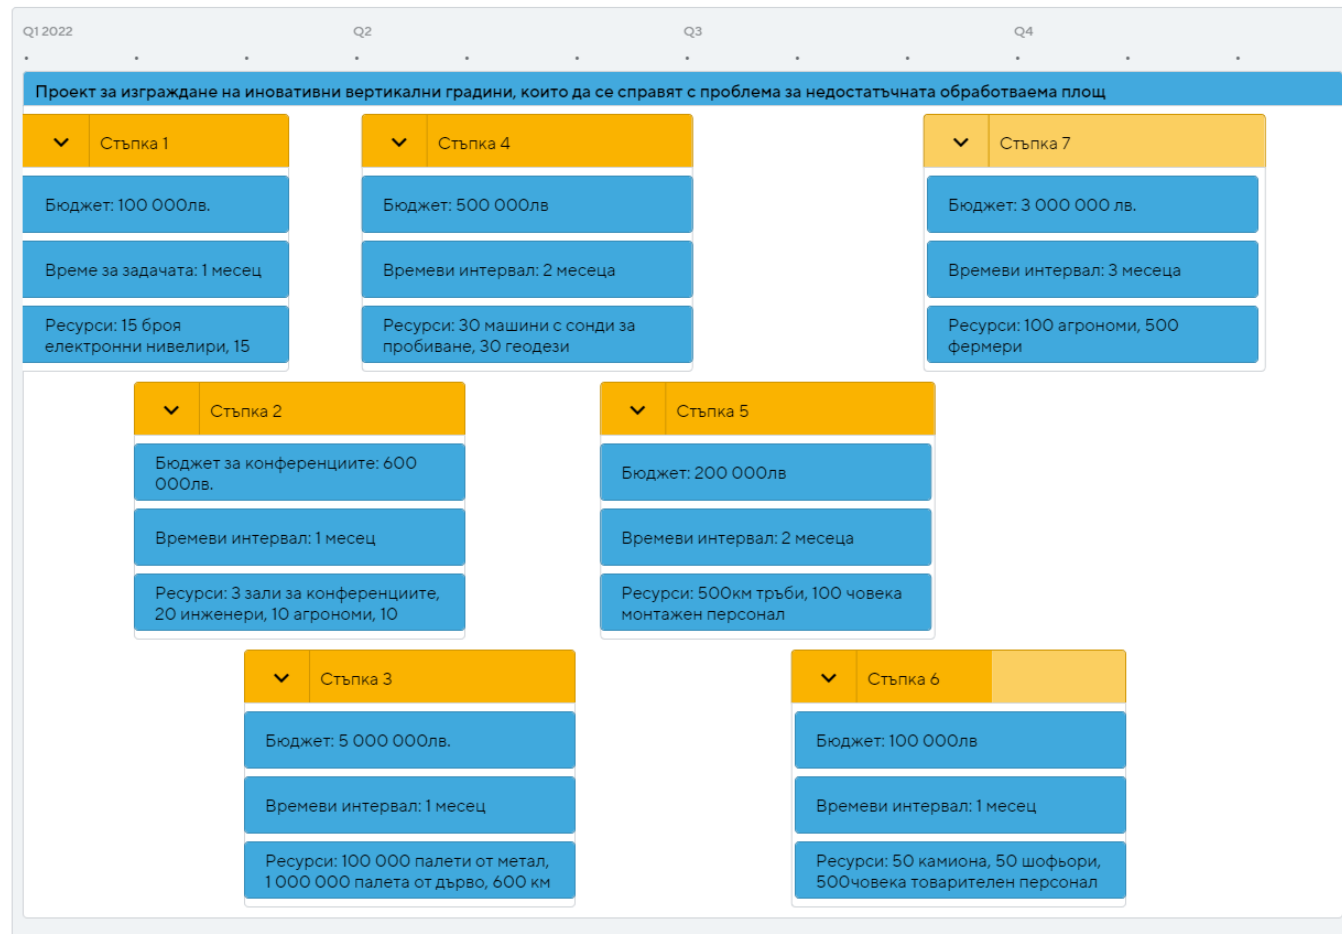 Q1 2022
Q2
Q3
Q4
Проект за изграждане на иновативни вертикални градини, които да се справят с проблема за недостатъчната обработваема площ
Стъпка 1
Бюджет: 100 000лв.
Време за задачата: 1 месец
Ресурси: 15 броя
електронни нивелири, 15
Стъпка 4
Бюджет: 500 000лв
Времеви интервал: 2 месеца
Ресурси: 30 машини с сонди за
пробиване, 30 геодези
Стъпка 7
Бюджет: 3 000 000 лв.
Времеви интервал: 3 месеца
Ресурси: 100 агрономи, 500
фермери
Стъпка 2
Бюджет за конференциите: 600
000лв.
Времеви интервал: 1 месец
Ресурси: 3 зали за конференциите,
20 инженери, 10 агрономи, 10
Стъпка 5
Бюджет: 200 000лв
Времеви интервал: 2 месеца
Ресурси: 500км тръби, 100 човека
монтажен персонал
Стъпка 3
Бюджет: 5 000 000лв.
Времеви интервал: 1 месец
Ресурси: 100 000 палети от метал,
1 000 000 палета от дърво, 600 км
Стъпка 6
Бюджет: 100 000лв
Времеви интервал: 1 месец
Ресурси: 50 камиона, 50 шофьори,
500човека товарителен персонал